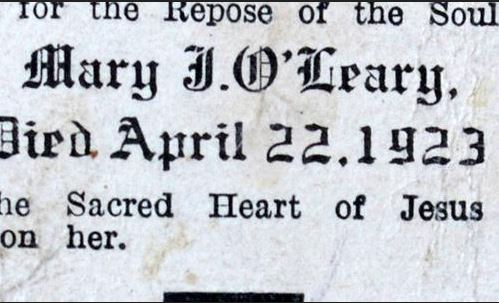 for the Repose of the Soul
Mary J. O'Leary,
Died April 22, 1923
he Sacred Heart of Jesus
on her.